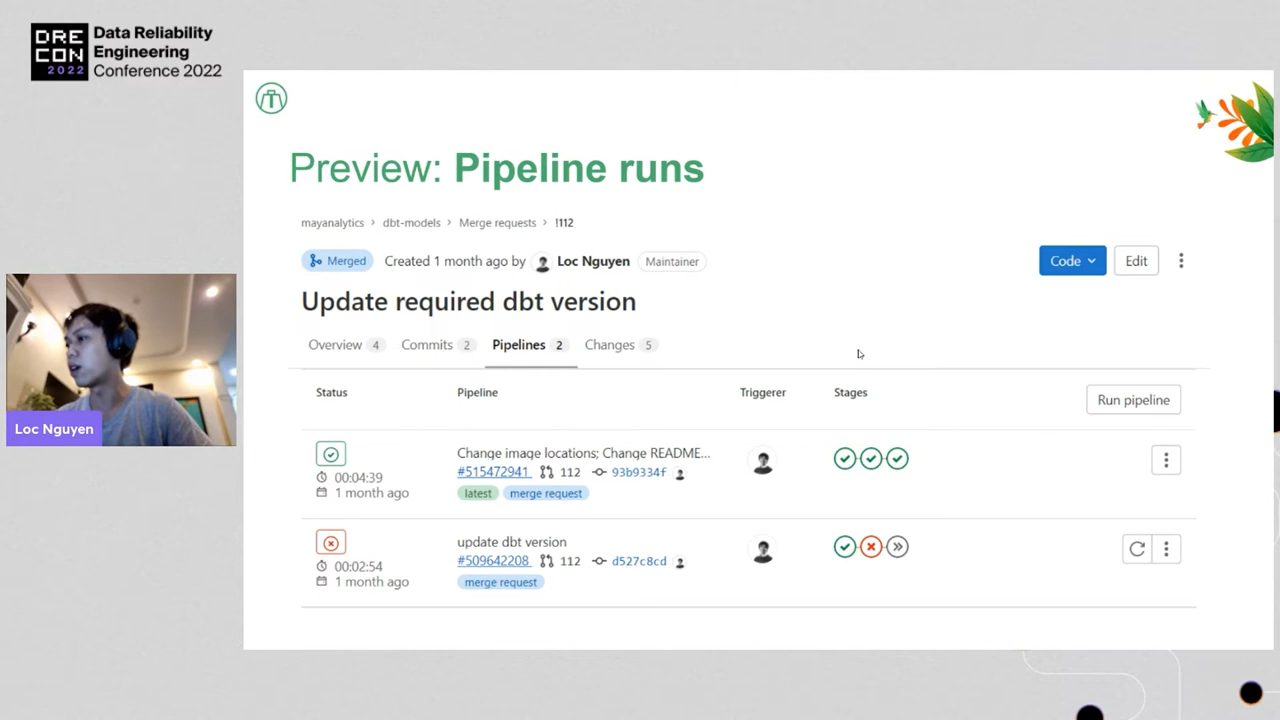 DRE
CON
2022
Data Reliability
Engineering
Conference 2022
Preview: Pipeline runs
mayanalytics > dbt-models > Merge requests > !112
Merged Created 1 month ago by Loc Nguyen Maintainer
Code Edit
Update required dbt version
Overview 4 Commits 2 Pipelines 2 Changes 5
Status Pipeline Triggerer Stages
Run pipeline
Change image locations; Change README...
00:04:39
#515472941 112 93b9334f
1 month ago
latest merge request
update dbt version
00:02:54
#509642208 112 d527c8cd
1 month ago
merge request
Loc Nguyen